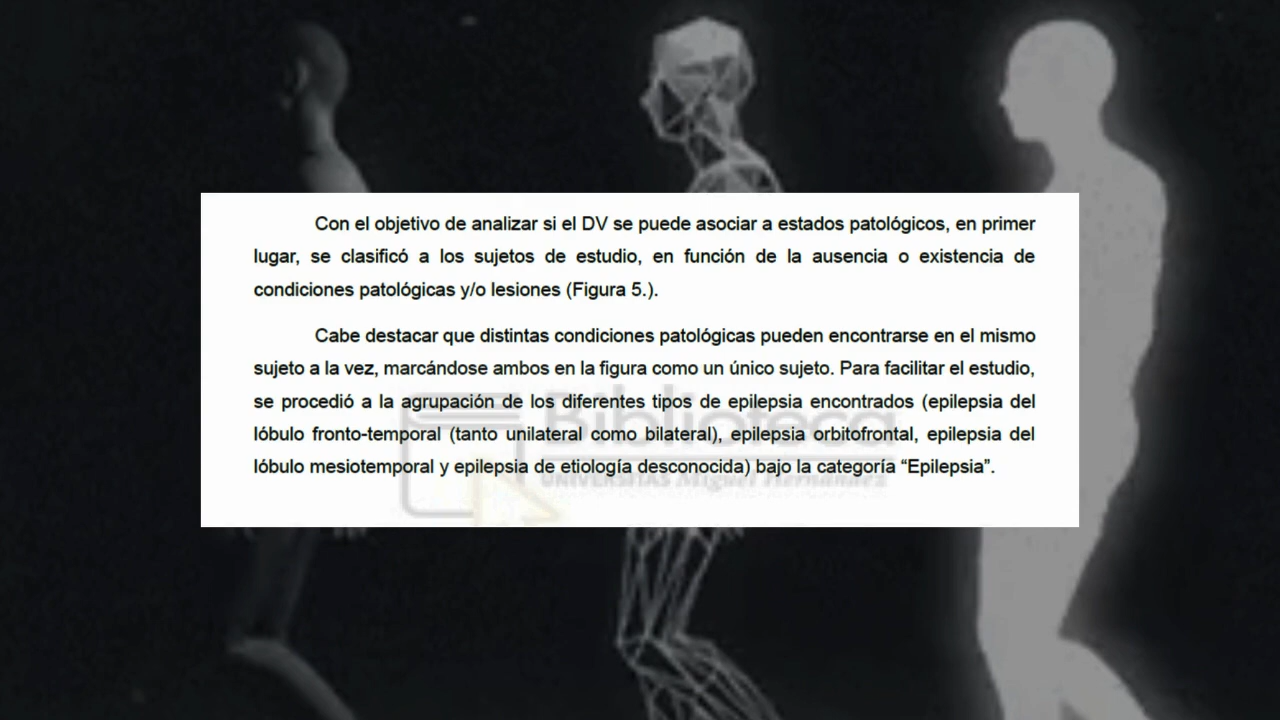 Con el objetivo de analizar si el DV se puede asociar a estados patológicos, en primer
lugar, se clasificó a los sujetos de estudio, en función de la ausencia o existencia de
condiciones patológicas y/o lesiones (Figura 5.).
Cabe destacar que distintas condiciones patológicas pueden encontrarse en el mismo
sujeto a la vez, marcándose ambos en la figura como un único sujeto. Para facilitar el estudio,
se procedió a la agrupación de los diferentes tipos de epilepsia encontrados (epilepsia del
lóbulo fronto-temporal (tanto unilateral como bilateral), epilepsia orbitofrontal, epilepsia del
lóbulo mesiotemporal y epilepsia de etiología desconocida) bajo la categoría “Epilepsia”.
Biblioteca
UNIVERSITAS Miguel Hernández